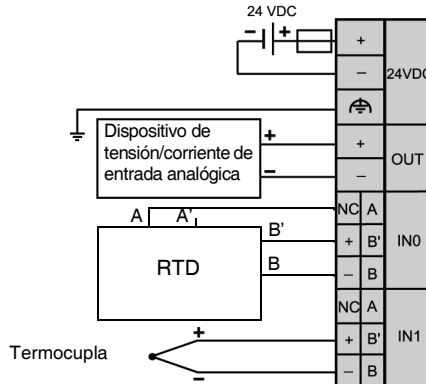 24 VDC
- +
+
–
24VDC
Dispositivo de
tensión/corriente de
entrada analógica
+
–
+
–
OUT
A A'
B'
B
RTD
NC A
+ B'
– B
IN0
Termocupla
+
–
NC A
+ B'
– B
IN1